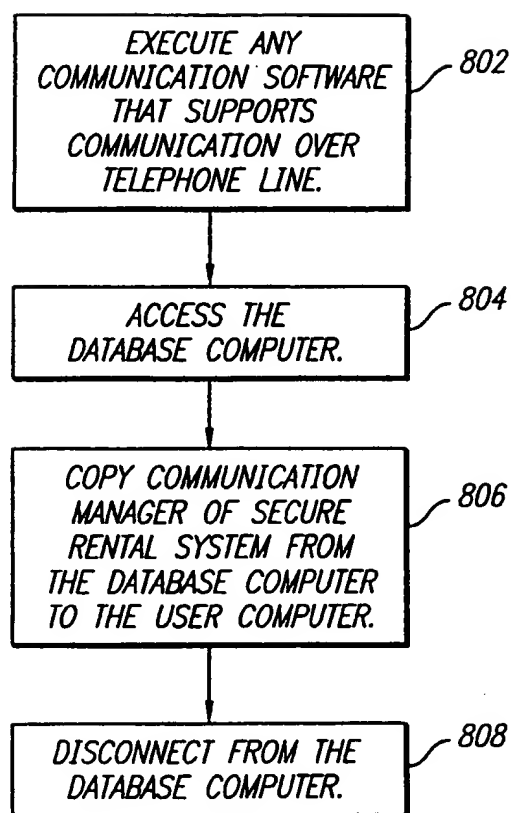 EXECUTE ANY
COMMUNICATION SOFTWARE
THAT SUPPORTS
COMMUNICATION OVER
TELEPHONE LINE.
802
ACCESS THE
DATABASE COMPUTER.
804
COPY COMMUNICATION
MANAGER OF SECURE
RENTAL SYSTEM FROM
THE DATABASE COMPUTER
TO THE USER COMPUTER.
806
DISCONNECT FROM THE
DATABASE COMPUTER.
808